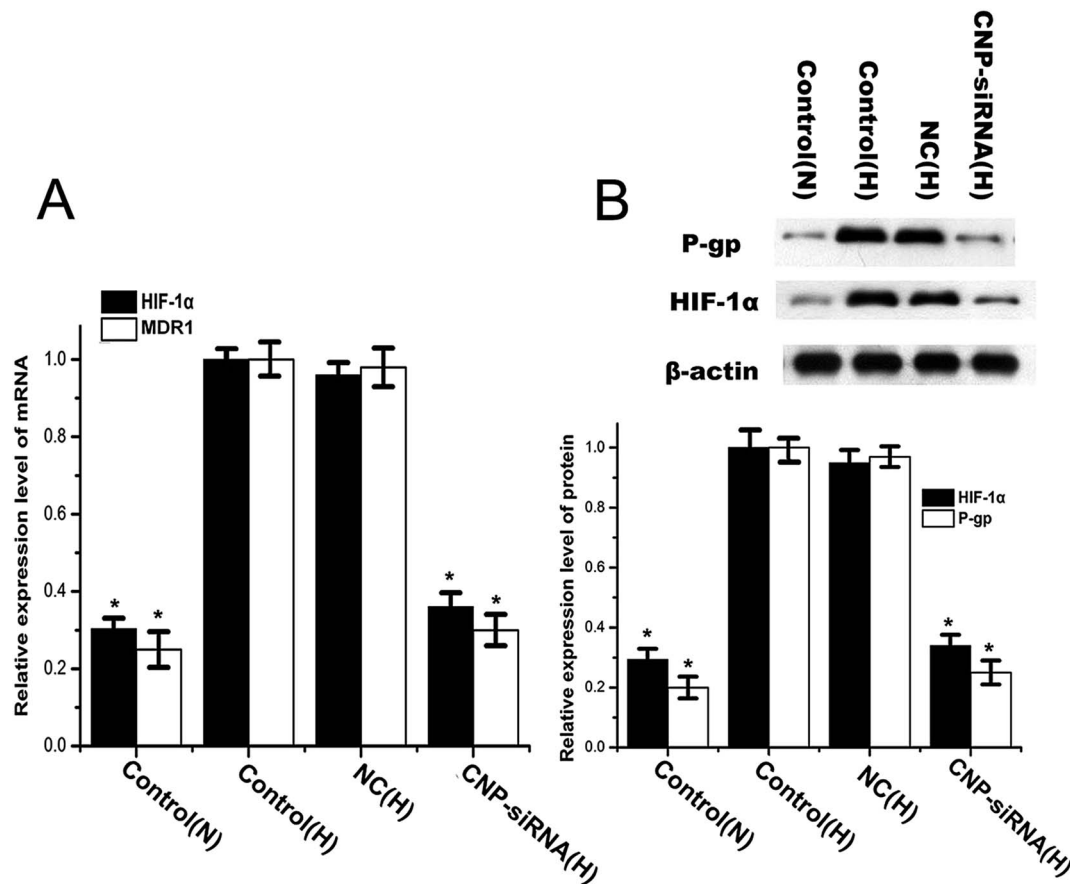 A
HIF-1α
MDR1
Relative expression level of mRNA
1.0
0.8
0.6
0.4
0.2
0.0
* * * *
Control(N)
Control(H)
NC(H)
CNP-siRNA(H)
B
Control(N)
Control(H)
NC(H)
CNP-siRNA(H)
P-gp
HIF-1α
β-actin
Relative expression level of protein
1.0
0.8
0.6
0.4
0.2
0.0
HIF-1α
P-gp
* * * *
Control(N)
Control(H)
NC(H)
CNP-siRNA(H)